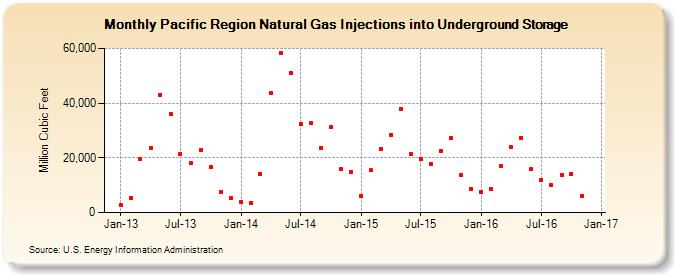 Monthly Pacific Region Natural Gas Injections into Underground Storage
Million Cubic Feet
60,000
40,000
20,000
0
Jan-13 Jul-13 Jan-14 Jul-14 Jan-15 Jul-15 Jan-16 Jul-16 Jan-17
Source: U.S. Energy Information Administration